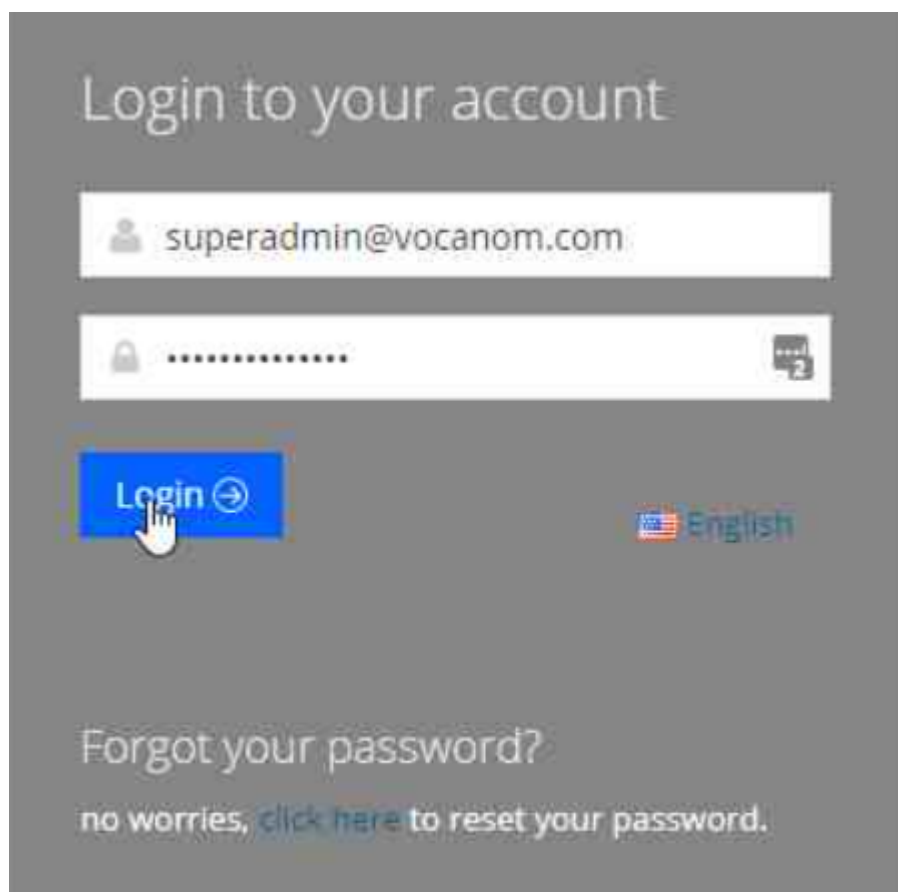 Login to your account
superadmin@vocanom.com
••••••••••••••
2
Login
English
Forgot your password?
no worries, click here to reset your password.